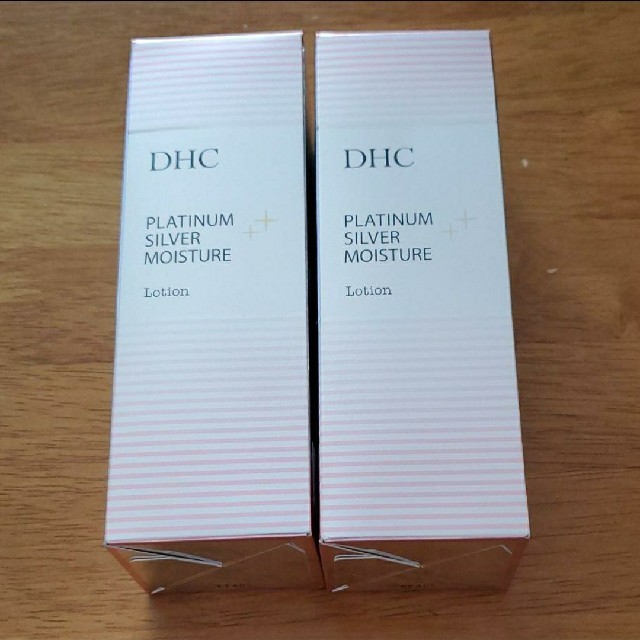 DHC
PLATINUM
SILVER
MOISTURE
Lotion
DHC
PLATINUM
SILVER
MOISTURE
Lotion